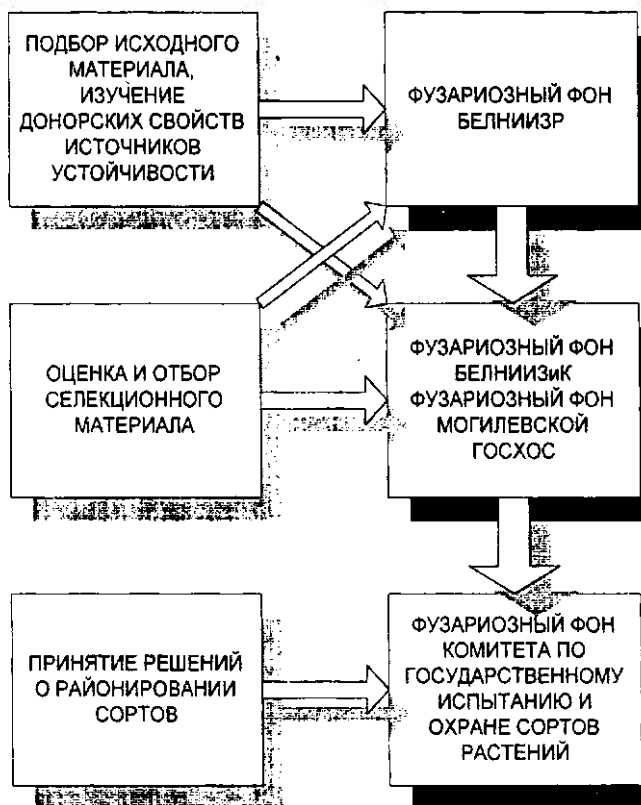 ПОДБОР ИСХОДНОГО
МАТЕРИАЛА,
ИЗУЧЕНИЕ
ДОНОРСКИХ СВОЙСТВ
ИСТОЧНИКОВ
УСТОЙЧИВОСТИ
ФУЗАРИОЗНЫЙ ФОН
БЕЛНИИЗР
ОЦЕНКА И ОТБОР
СЕЛЕКЦИОННОГО
МАТЕРИАЛА
ФУЗАРИОЗНЫЙ ФОН
БЕЛНИИЗиК
ФУЗАРИОЗНЫЙ ФОН
МОГИЛЕВСКОЙ
ГОСХОС
ПРИНЯТИЕ РЕШЕНИЙ
О РАЙОНИРОВАНИИ
СОРТОВ
ФУЗАРИОЗНЫЙ ФОН
КОМИТЕТА ПО
ГОСУДАРСТВЕННОМУ
ИСПЫТАНИЮ И
ОХРАНЕ СОРТОВ
РАСТЕНИЙ